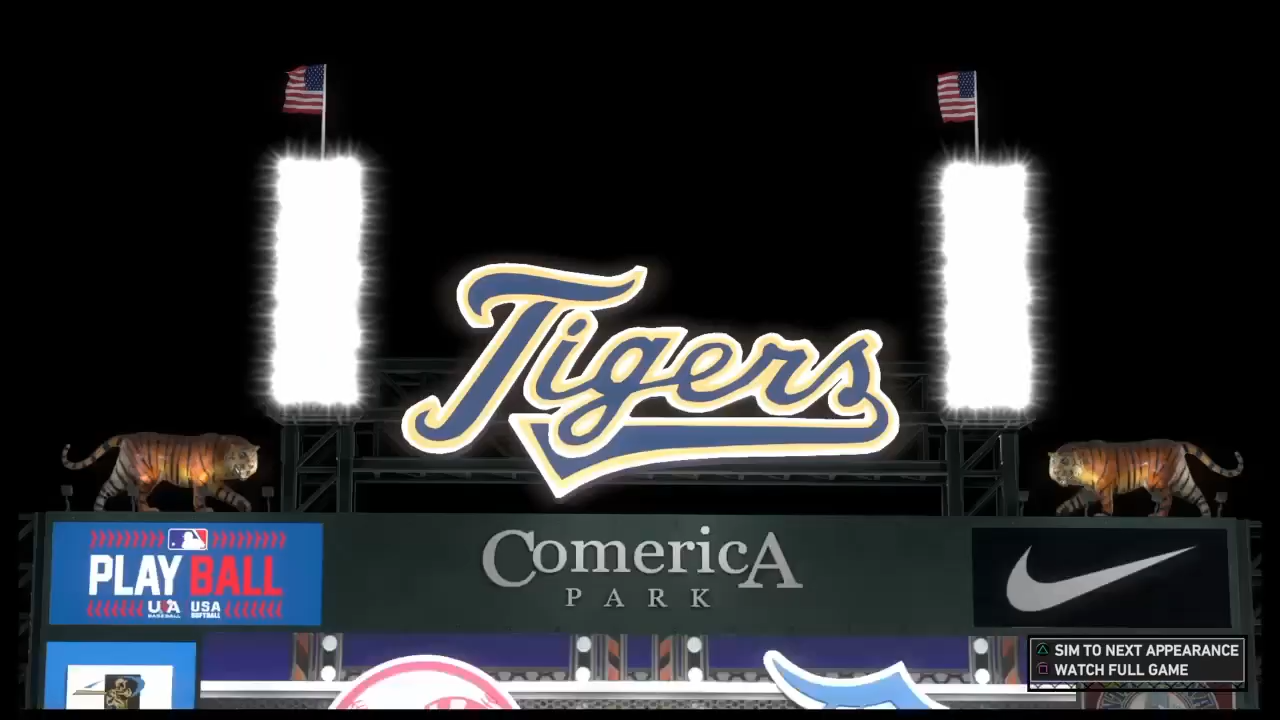 Tigers
PLAY BALL
USA BASEBALL
USA SOFTBALL
ComericA
PARK
SIM TO NEXT APPEARANCE
WATCH FULL GAME